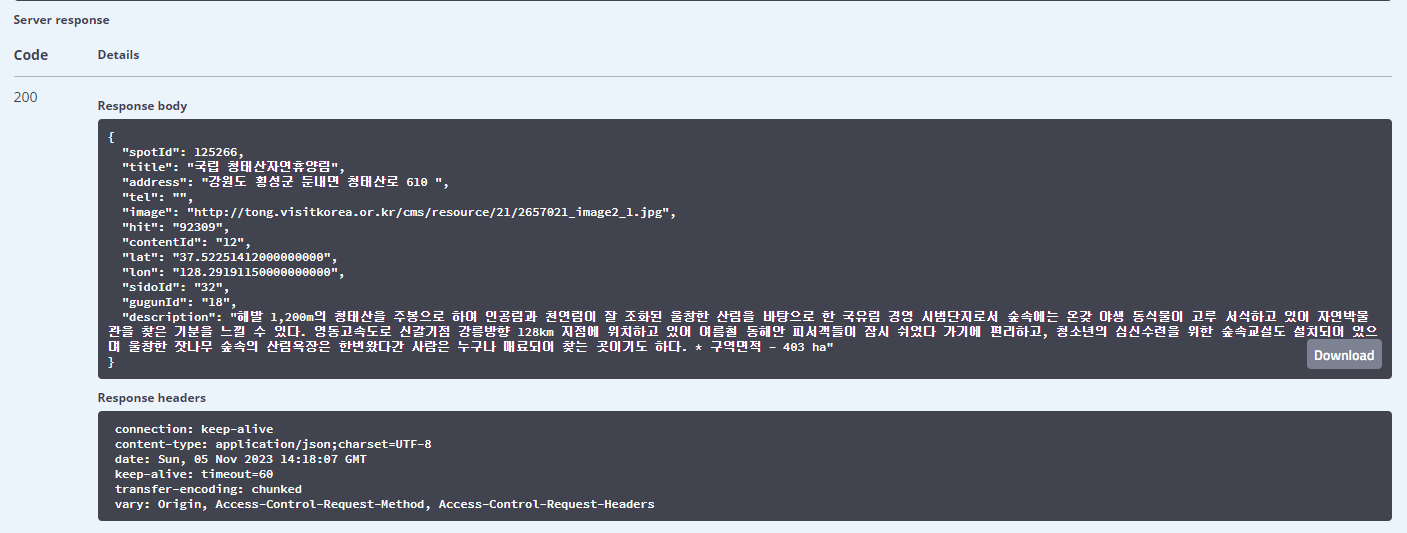 Server response
Code Details
200
Response body
{
"spotId": 125266,
"title": "국립 청태산자연휴양림",
"address": "강원도 횡성군 둔내면 청태산로 610 ",
"tel": "",
"image": "http://tong.visitkorea.or.kr/cms/resource/21/2657021_image2_1.jpg",
"hit": "92309",
"contentId": "12",
"lat": "37.52251412000000000",
"lon": "128.29191150000000000",
"sidoId": "32",
"gugunId": "18",
"description": "해발 1,200m의 청태산을 주봉으로 하여 인공림과 천연림이 잘 조화된 울창한 산림을 바탕으로 한 국유림 경영 시범단지로서 숲속에는 온갖 야생 동식물이 고루 서식하고 있어 자연박물
관을 찾은 기분을 느낄 수 있다. 영동고속도로 신갈기점 강릉방향 128km 지점에 위치하고 있어 여름철 동해안 피서객들이 잠시 쉬었다 가기에 편리하고, 청소년의 심신수련을 위한 숲속교실도 설치되어 있으
며 울창한 잣나무 숲속의 산림욕장은 한번왔다간 사람은 누구나 매료되어 찾는 곳이기도 하다. * 구역면적 - 403 ha"
}
Download
Response headers
connection: keep-alive
content-type: application/json;charset=UTF-8
date: Sun, 05 Nov 2023 14:18:07 GMT
keep-alive: timeout=60
transfer-encoding: chunked
vary: Origin, Access-Control-Request-Method, Access-Control-Request-Headers